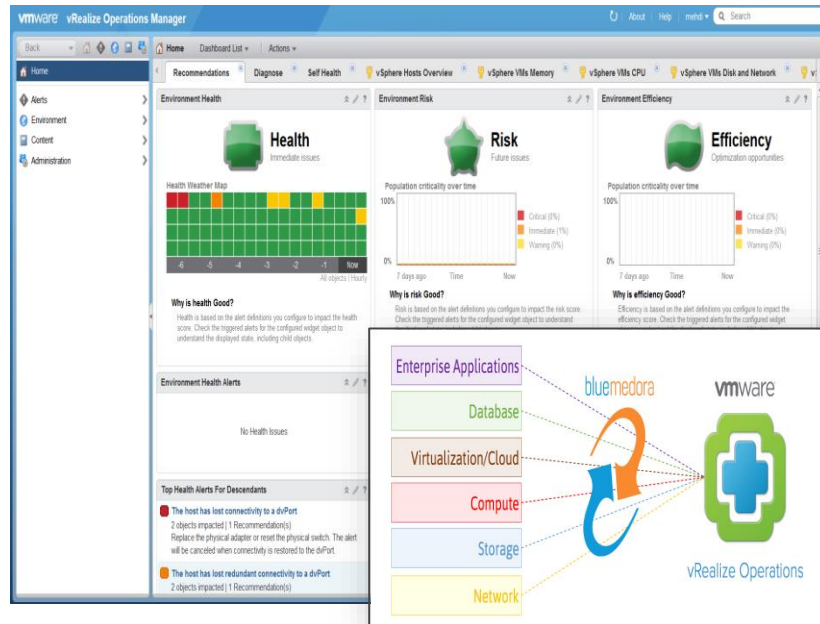 vmware vRealize Operations Manager
About Help mehdi Search
Back
Home Dashboard List Actions
Home
Alerts
Environment
Content
Administration
Recommendations Diagnose Self Health vSphere Hosts Overview vSphere VMs Memory vSphere VMs CPU vSphere VMs Disk and Network
Environment Health
Health
Immediate issues
Health Weather Map
-6 -5 -4 -3 -2 -1 Now
All objects | Hourly
Why is health Good?
Health is based on the alert definitions you configure to impact the health
score. Check the triggered alerts for the configured widget object to
understand the displayed state, including child objects.
Environment Risk
Risk
Future issues
Population criticality over time
100%
Critical (0%)
Immediate (1%)
Warning (0%)
0%
7 days ago Time Now
Why is risk Good?
Risk is based on the alert definitions you configure to impact the risk score.
Check the triggered alerts for the configured widget object to understand
Environment Efficiency
Efficiency
Optimization opportunities
Population criticality over time
100%
Critical (0%)
Immediate (0%)
Warning (0%)
0%
7 days ago Time Now
Why is efficiency Good?
Efficiency is based on the alert definitions you configure to impact the
efficiency score. Check the triggered alerts for the configured widget object
Environment Health Alerts
No Health Issues
Top Health Alerts For Descendants
The host has lost connectivity to a dvPort
2 objects impacted | 1 Recommendation(s)
Replace the physical adapter or reset the physical switch. The alert
will be canceled when connectivity is restored to the dvPort.
The host has lost redundant connectivity to a dvPort
2 objects impacted | 1 Recommendation(s)
Enterprise Applications
Database
Virtualization/Cloud
Compute
Storage
Network
bluemedora
vmware
vRealize Operations